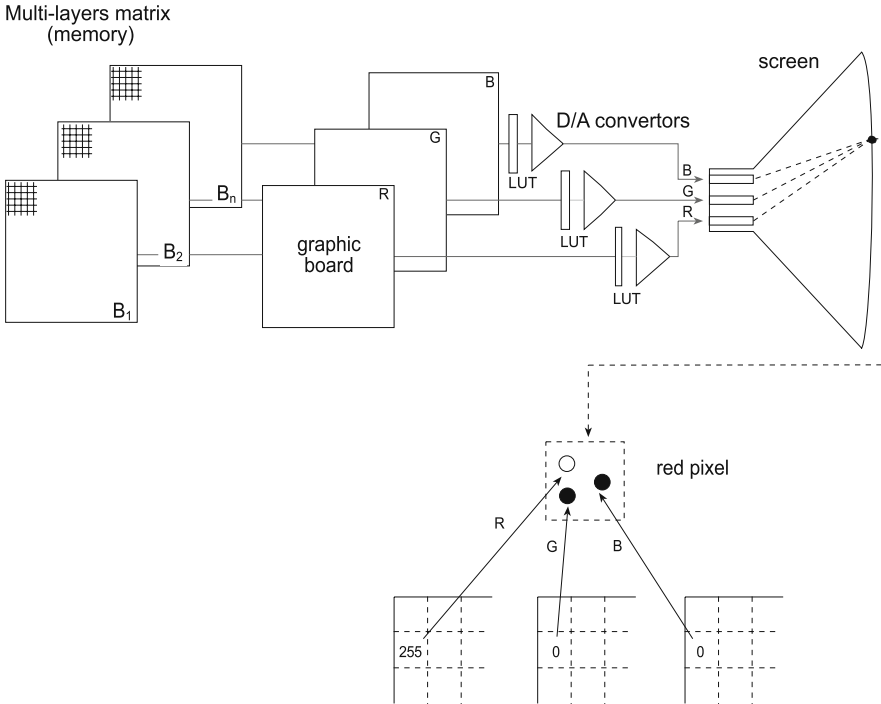 Multi-layers matrix
(memory)
screen
B
D/A convertors
G
LUT
B
G
R
R
Bn
LUT
graphic
board
B2
LUT
B1
red pixel
R
G
B
255
0
0